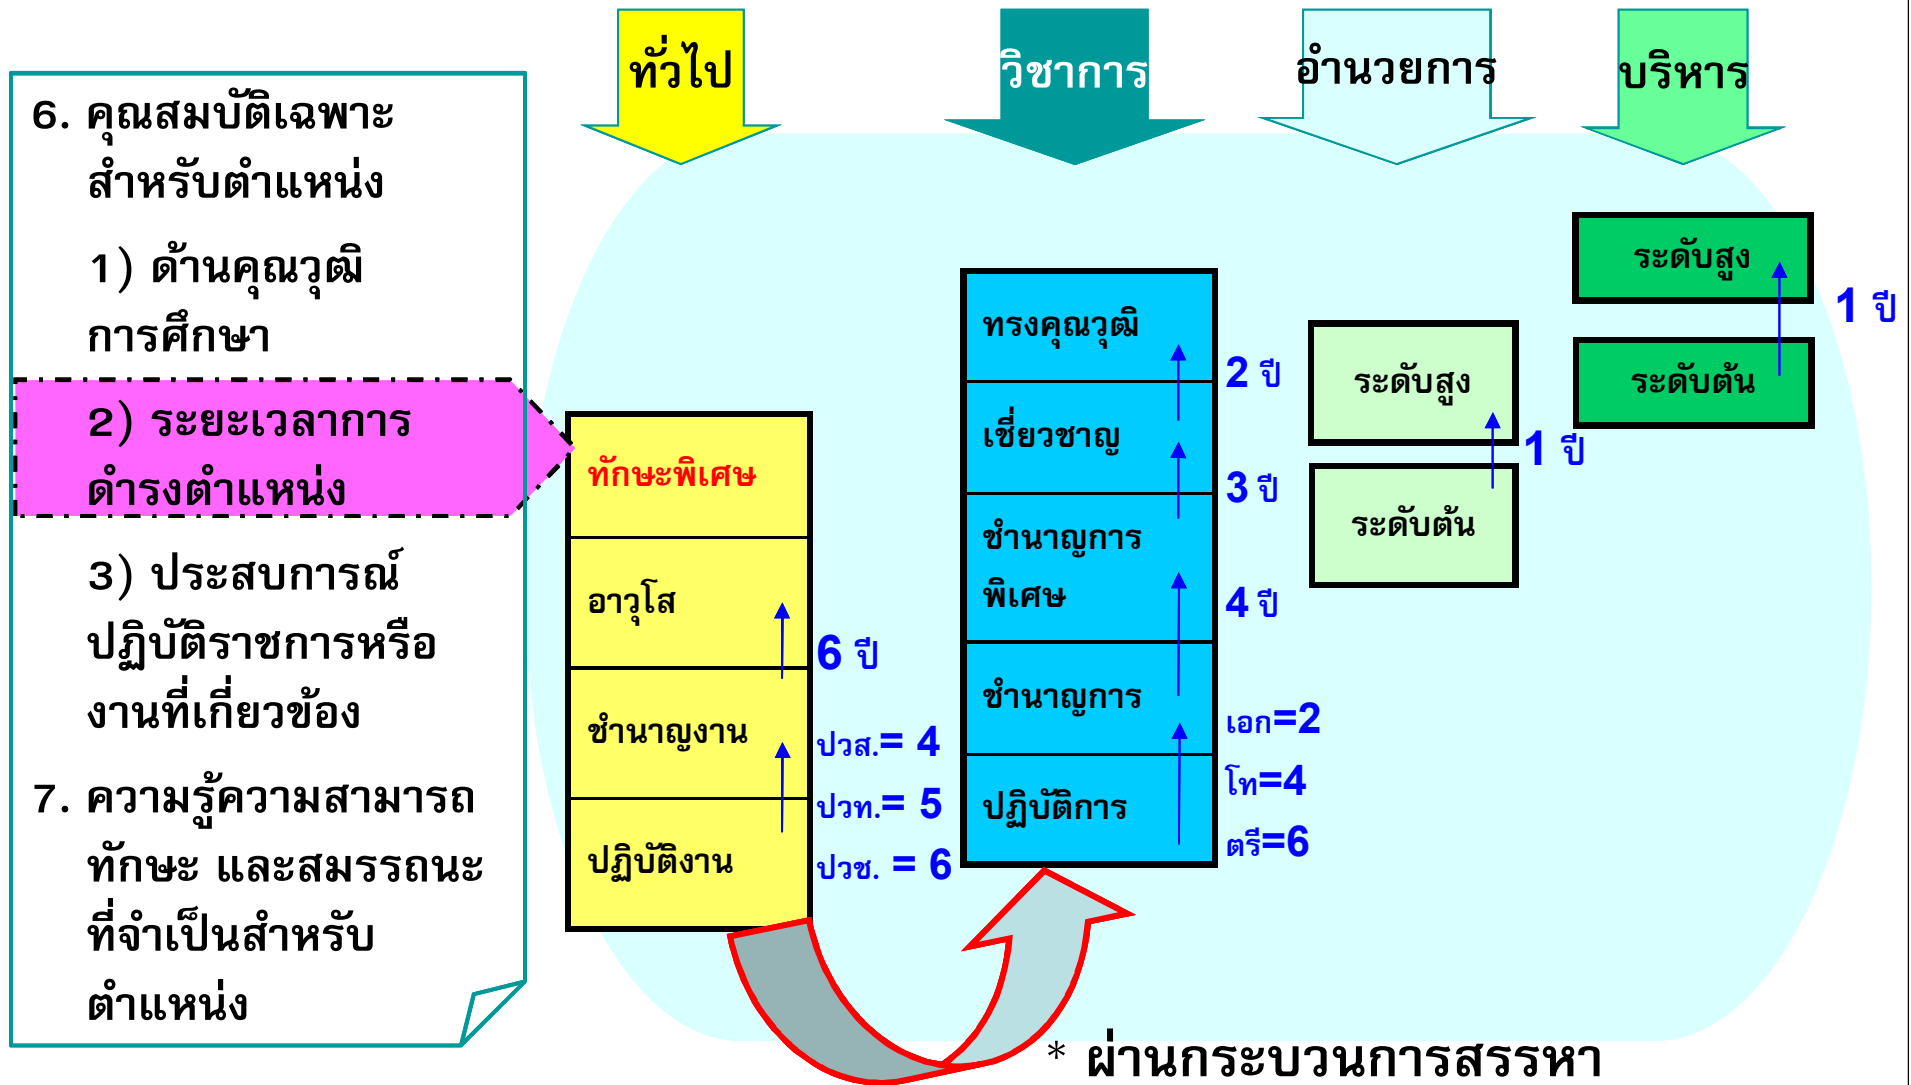 ทั่วไป
วิชาการ
อำนวยการ
บริหาร
6. คุณสมบัติเฉพาะ
สำหรับตำแหน่ง
1) ด้านคุณวุฒิ
การศึกษา
2) ระยะเวลาการ
ดำรงตำแหน่ง
3) ประสบการณ์
ปฏิบัติราชการหรือ
งานที่เกี่ยวข้อง
7. ความรู้ความสามารถ
ทักษะ และสมรรถนะ
ที่จำเป็นสำหรับ
ตำแหน่ง
ทักษะพิเศษ
อาวุโส
6 ปี
ชำนาญงาน
ปวส.= 4
ปวท.= 5
ปฏิบัติงาน
ปวช. = 6
ทรงคุณวุฒิ
2 ปี
เชี่ยวชาญ
3 ปี
ชำนาญการ
พิเศษ
4 ปี
ชำนาญการ
เอก=2
โท=4
ปฏิบัติการ
ตรี=6
ระดับสูง
1 ปี
ระดับต้น
ระดับสูง
1 ปี
ระดับต้น
* ผ่านกระบวนการสรรหา